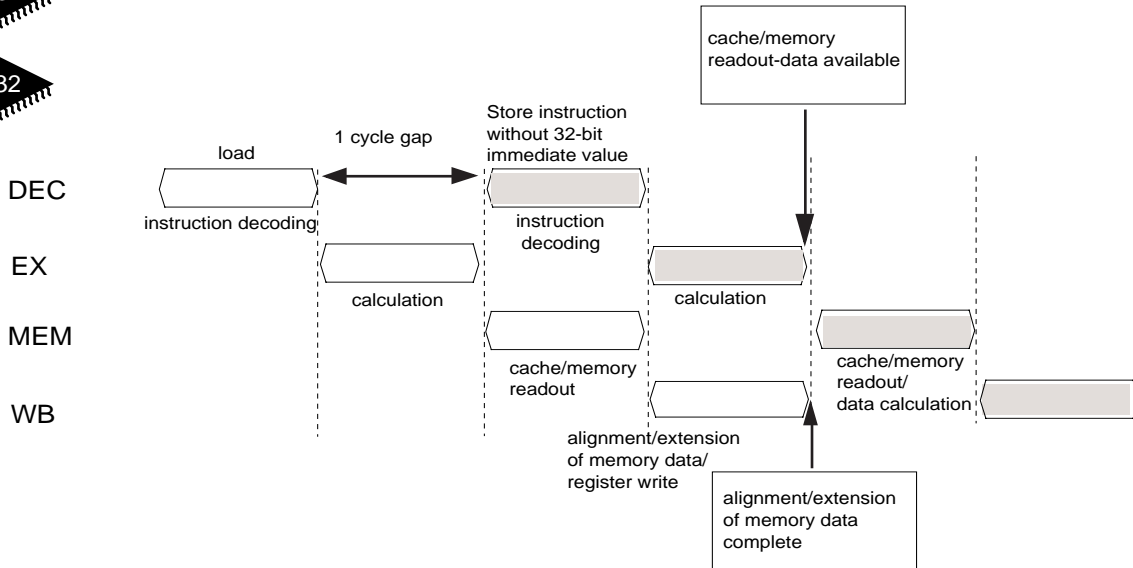 32
cache/memory
readout-data available
Store instruction
without 32-bit
immediate value
1 cycle gap
load
DEC
instruction decoding
instruction
decoding
EX
calculation
calculation
MEM
cache/memory
readout
cache/memory
readout/
data calculation
WB
alignment/extension
of memory data/
register write
alignment/extension
of memory data
complete